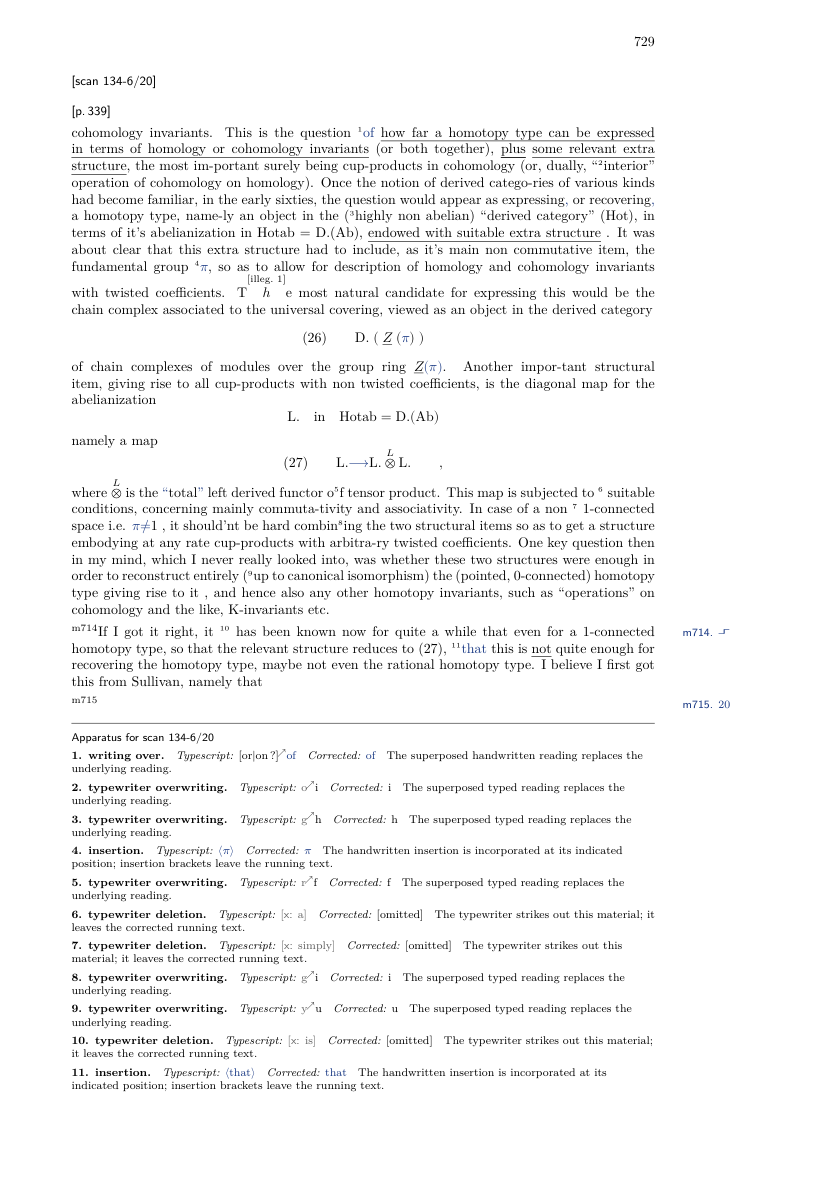 729
[scan 134-6/20]
[p. 339]
cohomology invariants. This is the question ¹of how far a homotopy type can be expressed
in terms of homology or cohomology invariants (or both together), plus some relevant extra
structure, the most im-portant surely being cup-products in cohomology (or, dually, “²interior”
operation of cohomology on homology). Once the notion of derived catego-ries of various kinds
had become familiar, in the early sixties, the question would appear as expressing, or recovering,
a homotopy type, name-ly an object in the (³highly non abelian) “derived category” (Hot), in
terms of it’s abelianization in Hotab = D.(Ab), endowed with suitable extra structure . It was
about clear that this extra structure had to include, as it’s main non commutative item, the
fundamental group ⁴π, so as to allow for description of homology and cohomology invariants
[illeg. 1]
with twisted coefficients. T h e most natural candidate for expressing this would be the
chain complex associated to the universal covering, viewed as an object in the derived category
(26) D. ( Z (π) )
of chain complexes of modules over the group ring Z(π). Another impor-tant structural
item, giving rise to all cup-products with non twisted coefficients, is the diagonal map for the
abelianization
L. in Hotab = D.(Ab)
namely a map
(27) L.⟶L. L⊗ L. ,
where L⊗ is the “total” left derived functor o⁵f tensor product. This map is subjected to ⁶ suitable
conditions, concerning mainly commuta-tivity and associativity. In case of a non ⁷ 1-connected
space i.e. π≠1 , it should’nt be hard combin⁸ing the two structural items so as to get a structure
embodying at any rate cup-products with arbitra-ry twisted coefficients. One key question then
in my mind, which I never really looked into, was whether these two structures were enough in
order to reconstruct entirely (⁹up to canonical isomorphism) the (pointed, 0-connected) homotopy
type giving rise to it , and hence also any other homotopy invariants, such as “operations” on
cohomology and the like, K-invariants etc.
m714If I got it right, it ¹⁰ has been known now for quite a while that even for a 1-connected
m714. ⌐
homotopy type, so that the relevant structure reduces to (27), ¹¹that this is not quite enough for
recovering the homotopy type, maybe not even the rational homotopy type. I believe I first got
this from Sullivan, namely that
m715
m715. 20
Apparatus for scan 134-6/20
1. writing over. Typescript: [or|on ?]↗of Corrected: of The superposed handwritten reading replaces the
underlying reading.
2. typewriter overwriting. Typescript: o↗i Corrected: i The superposed typed reading replaces the
underlying reading.
3. typewriter overwriting. Typescript: g↗h Corrected: h The superposed typed reading replaces the
underlying reading.
4. insertion. Typescript: ⟨π⟩ Corrected: π The handwritten insertion is incorporated at its indicated
position; insertion brackets leave the running text.
5. typewriter overwriting. Typescript: r↗f Corrected: f The superposed typed reading replaces the
underlying reading.
6. typewriter deletion. Typescript: [x: a] Corrected: [omitted] The typewriter strikes out this material; it
leaves the corrected running text.
7. typewriter deletion. Typescript: [x: simply] Corrected: [omitted] The typewriter strikes out this
material; it leaves the corrected running text.
8. typewriter overwriting. Typescript: g↗i Corrected: i The superposed typed reading replaces the
underlying reading.
9. typewriter overwriting. Typescript: y↗u Corrected: u The superposed typed reading replaces the
underlying reading.
10. typewriter deletion. Typescript: [x: is] Corrected: [omitted] The typewriter strikes out this material;
it leaves the corrected running text.
11. insertion. Typescript: ⟨that⟩ Corrected: that The handwritten insertion is incorporated at its
indicated position; insertion brackets leave the running text.